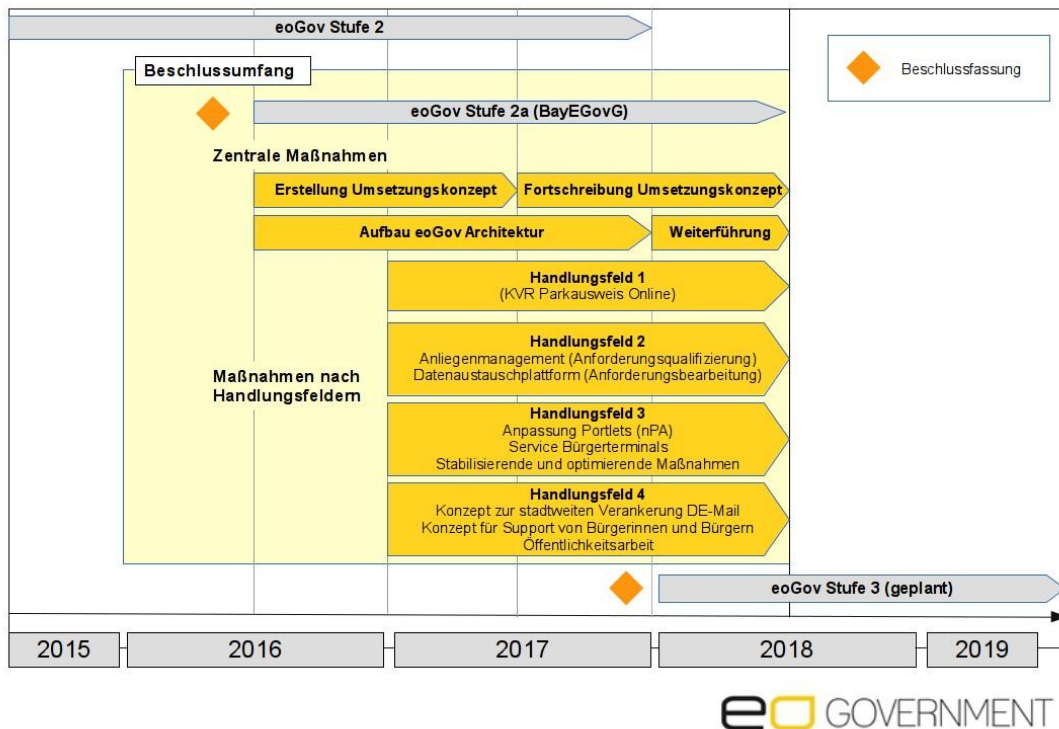 eoGov Stufe 2
Beschlussumfang
Beschlussfassung
eoGov Stufe 2a (BayEGovG)
Zentrale Maßnahmen
Erstellung Umsetzungskonzept
Fortschreibung Umsetzungskonzept
Aufbau eoGov Architektur
Weiterführung
Handlungsfeld 1
(KVR Parkausweis Online)
Handlungsfeld 2
Anliegenmanagement (Anforderungsqualifizierung)
Datenaustauschplattform (Anforderungsbearbeitung)
Maßnahmen nach
Handlungsfeldern
Handlungsfeld 3
Anpassung Portlets (nPA)
Service Bürgerterminals
Stabilisierende und optimierende Maßnahmen
Handlungsfeld 4
Konzept zur stadtweiten Verankerung DE-Mail
Konzept für Support von Bürgerinnen und Bürgern
Öffentlichkeitsarbeit
eoGov Stufe 3 (geplant)
2015
2016
2017
2018
2019
eo GOVERNMENT